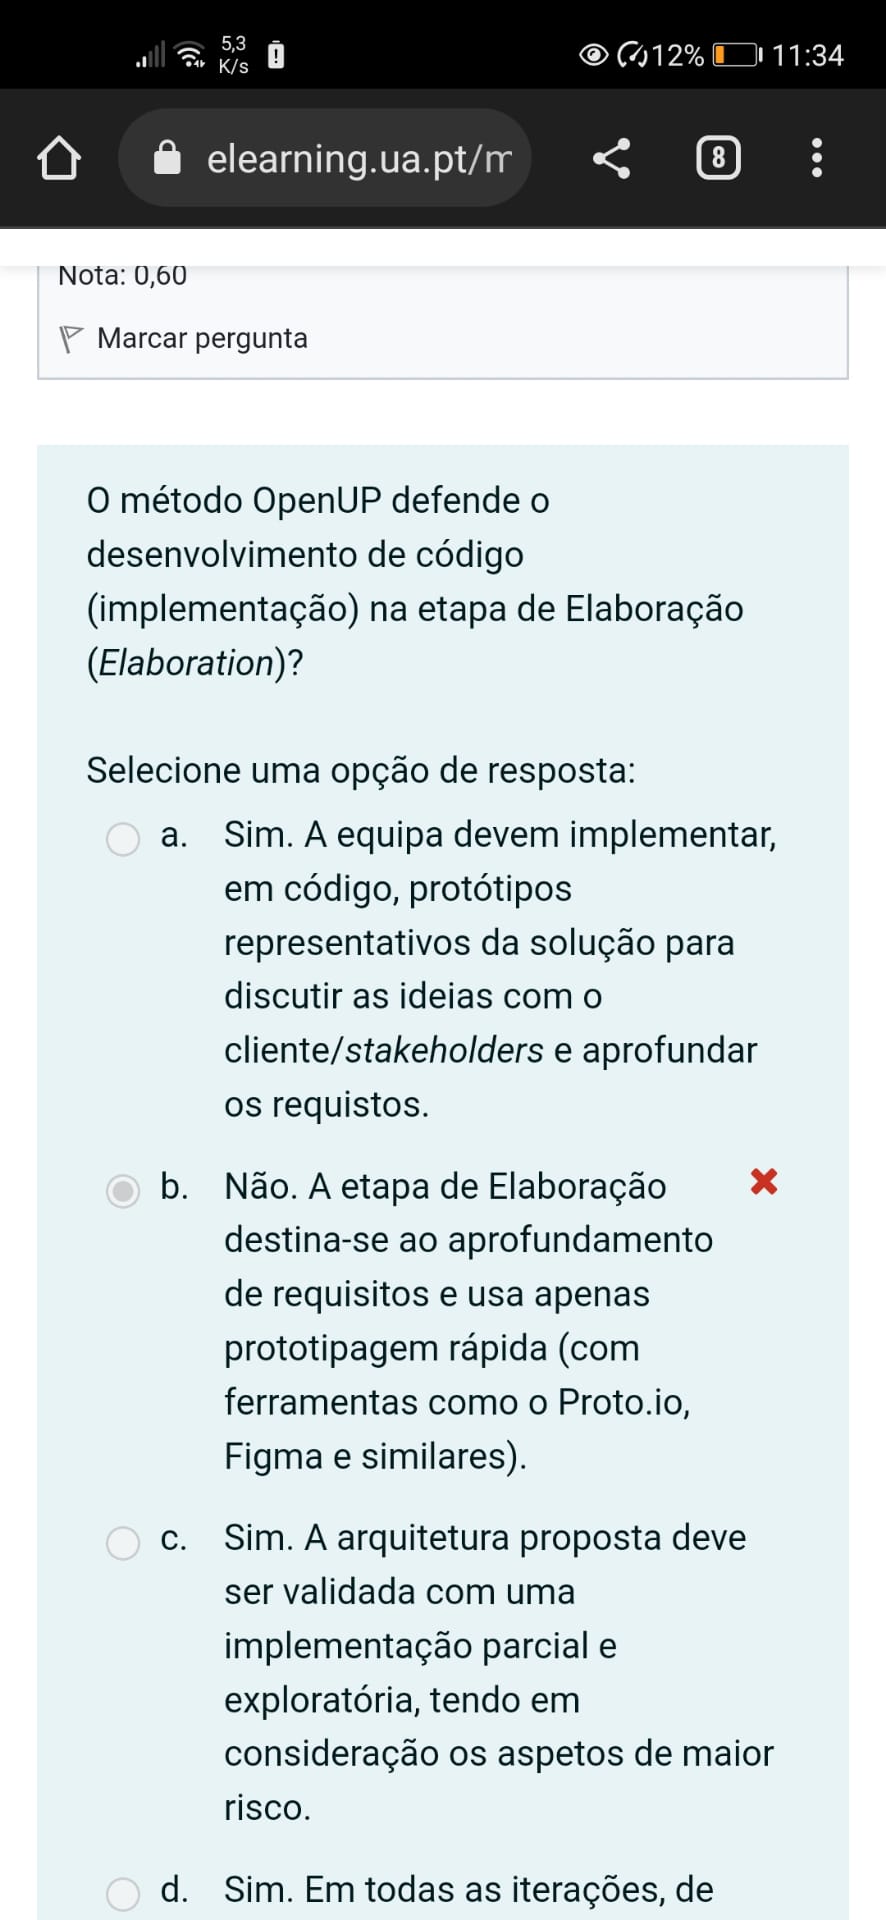 5,3
K/s
12%
11:34
elearning.ua.pt/m
8
Nota: 0,60
Marcar pergunta
O método OpenUP defende o
desenvolvimento de código
(implementação) na etapa de Elaboração
(Elaboration)?
Selecione uma opção de resposta:
a. Sim. A equipa devem implementar,
em código, protótipos
representativos da solução para
discutir as ideias com o
cliente/stakeholders e aprofundar
os requistos.
b. Não. A etapa de Elaboração
destina-se ao aprofundamento
de requisitos e usa apenas
prototipagem rápida (com
ferramentas como o Proto.io,
Figma e similares).
c. Sim. A arquitetura proposta deve
ser validada com uma
implementação parcial e
exploratória, tendo em
consideração os aspetos de maior
risco.
d. Sim. Em todas as iterações, de